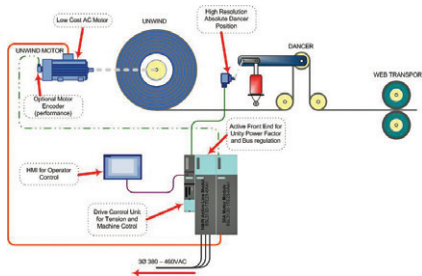 Low Cost AC Motor
UNWIND
High Resolution
Absolute Dancer
Position
DANCER
UNWIND MOTOR
WEB TRANSPOR
Optional Motor
Encoder
(performance)
Active Front End for
Unity Power Factor
and Bus regulation
HMI for Operator
Control
Drive Control Unit
for Tension and
Machine Cotrol
3Ø 380 – 460VAC